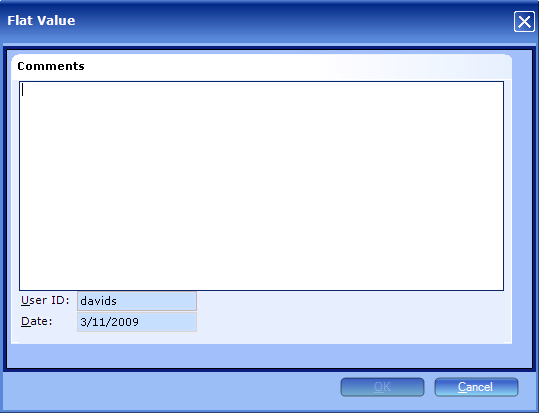 Flat Value
Comments
User ID: davids
Date: 3/11/2009
OK Cancel